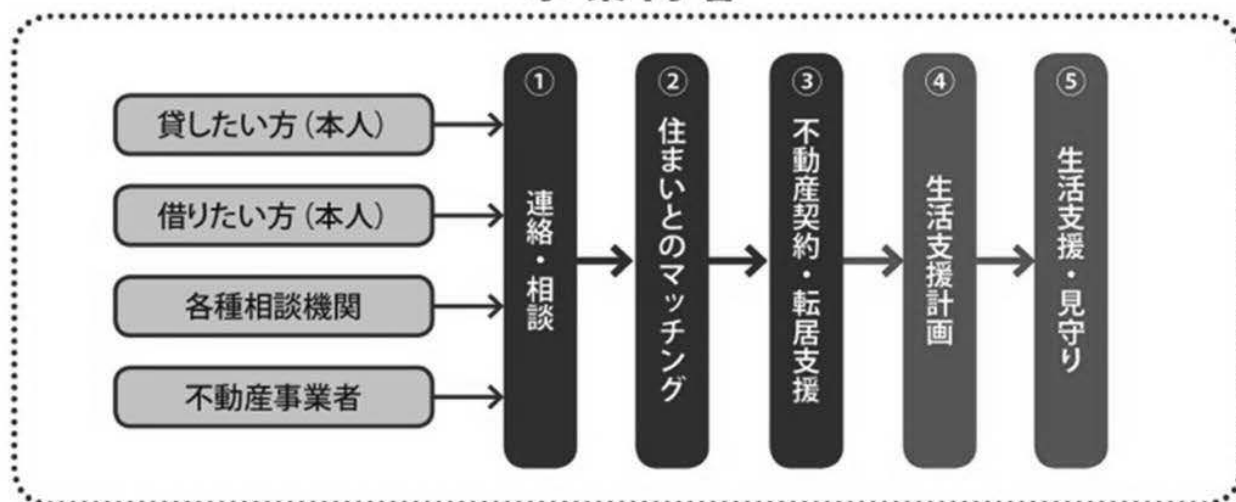 貸したい方（本人）
借りたい方（本人）
各種相談機関
不動産事業者
① 連絡・相談
② 住まいとのマッチング
③ 不動産契約・転居支援
④ 生活支援計画
⑤ 生活支援・見守り